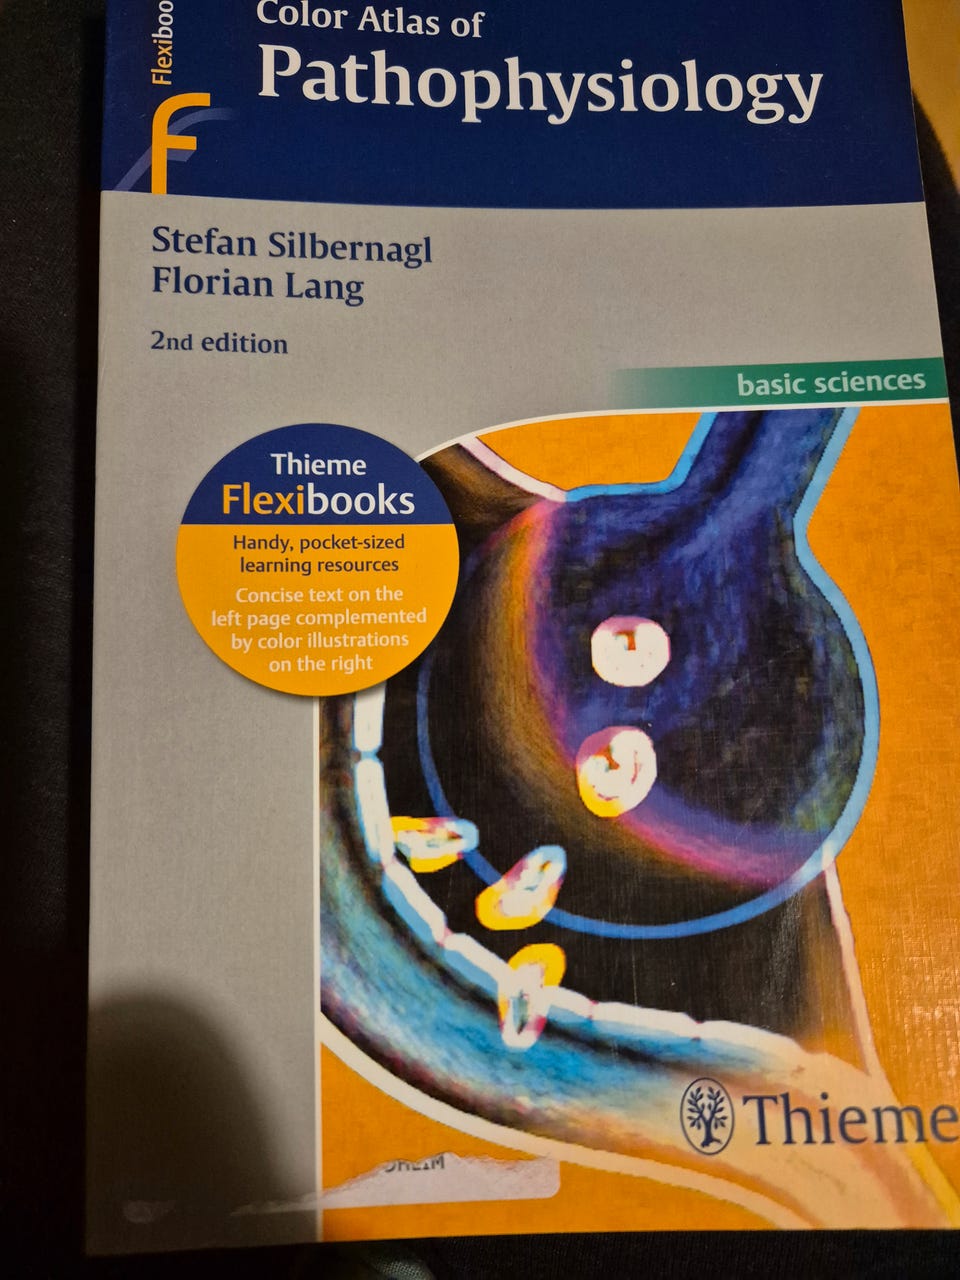 Color Atlas of
Pathophysiology
Flexiboo
f
Stefan Silbernagl
Florian Lang
2nd edition
basic sciences
Thieme
Flexibooks
Handy, pocket-sized
learning resources
Concise text on the
left page complemented
by color illustrations
on the right
Thieme